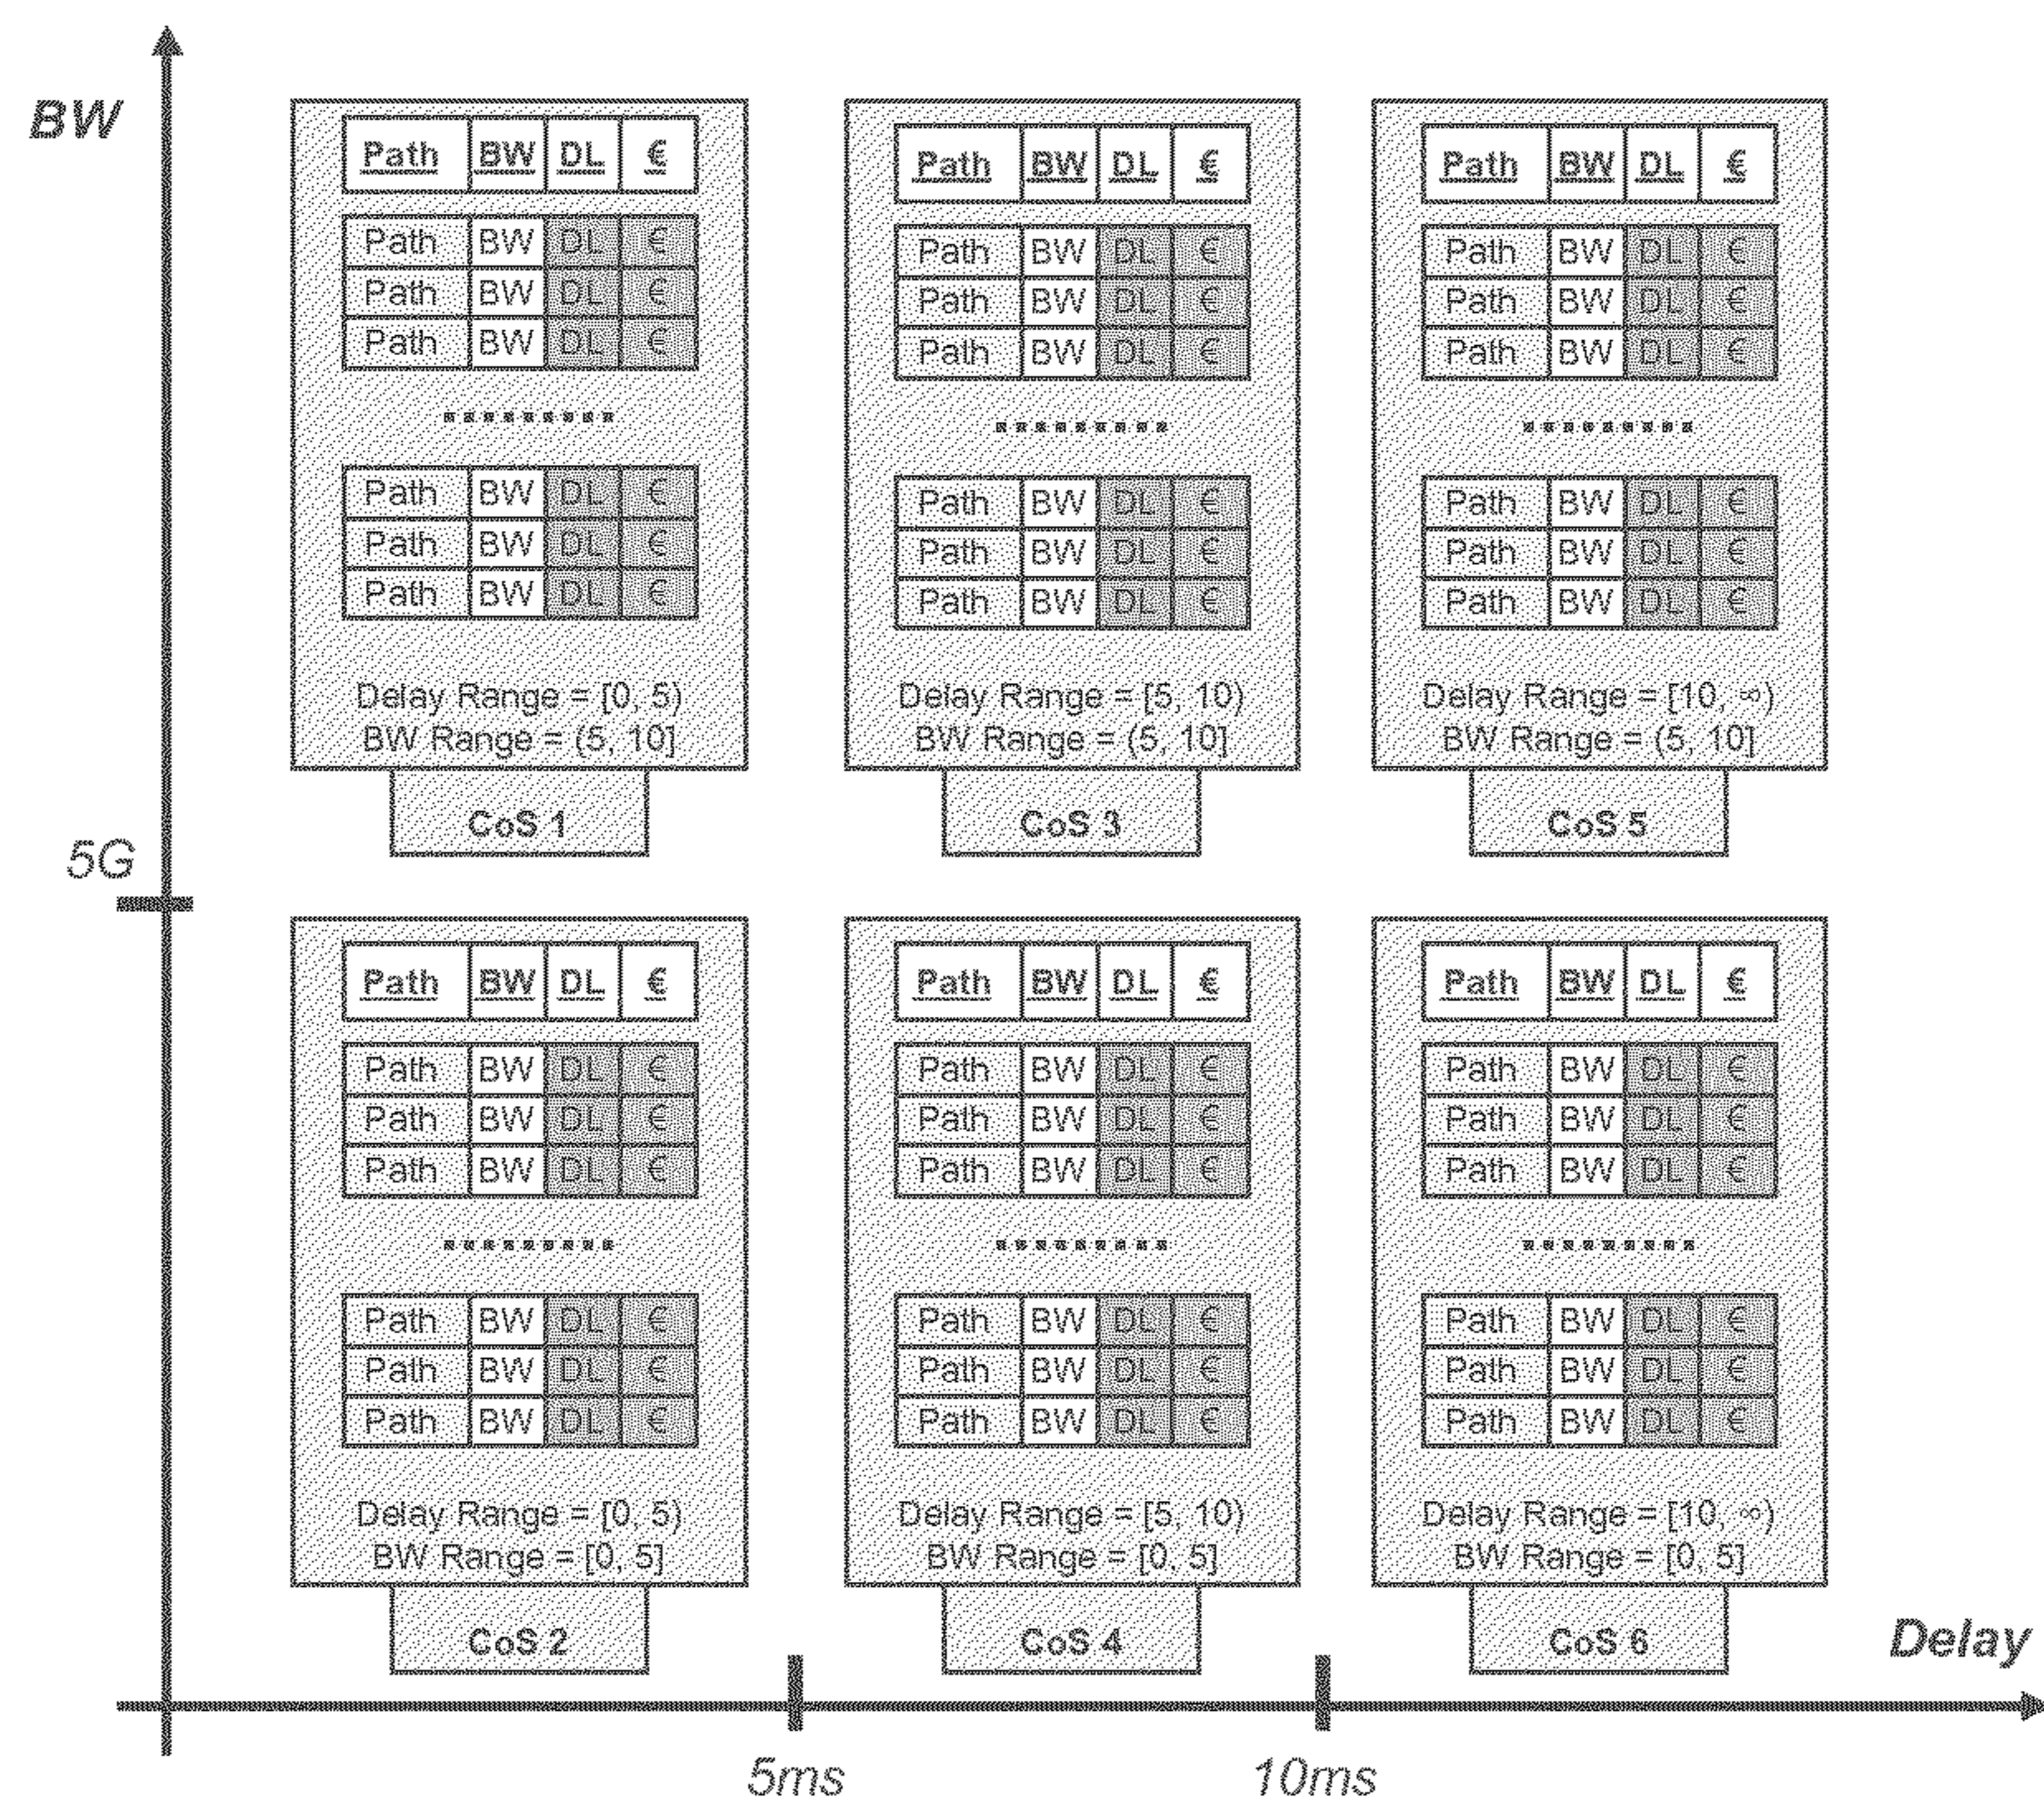 BW
Path BW DL €
Path BW DL €
Path BW DL €
Path BW DL €
Path BW DL €
Path BW DL €
Path BW DL €
Delay Range = [0, 5)
BW Range = (5, 10]
CoS 1
Path BW DL €
Path BW DL €
Path BW DL €
Path BW DL €
Path BW DL €
Path BW DL €
Path BW DL €
Delay Range = [5, 10)
BW Range = (5, 10]
CoS 3
Path BW DL €
Path BW DL €
Path BW DL €
Path BW DL €
Path BW DL €
Path BW DL €
Path BW DL €
Delay Range = [10, ∞)
BW Range = (5, 10]
CoS 5
5G
Path BW DL €
Path BW DL €
Path BW DL €
Path BW DL €
Path BW DL €
Path BW DL €
Path BW DL €
Delay Range = [0, 5)
BW Range = [0, 5]
CoS 2
Path BW DL €
Path BW DL €
Path BW DL €
Path BW DL €
Path BW DL €
Path BW DL €
Path BW DL €
Delay Range = [5, 10)
BW Range = [0, 5]
CoS 4
Path BW DL €
Path BW DL €
Path BW DL €
Path BW DL €
Path BW DL €
Path BW DL €
Path BW DL €
Delay Range = [10, ∞)
BW Range = [0, 5]
CoS 6
Delay
5ms
10ms